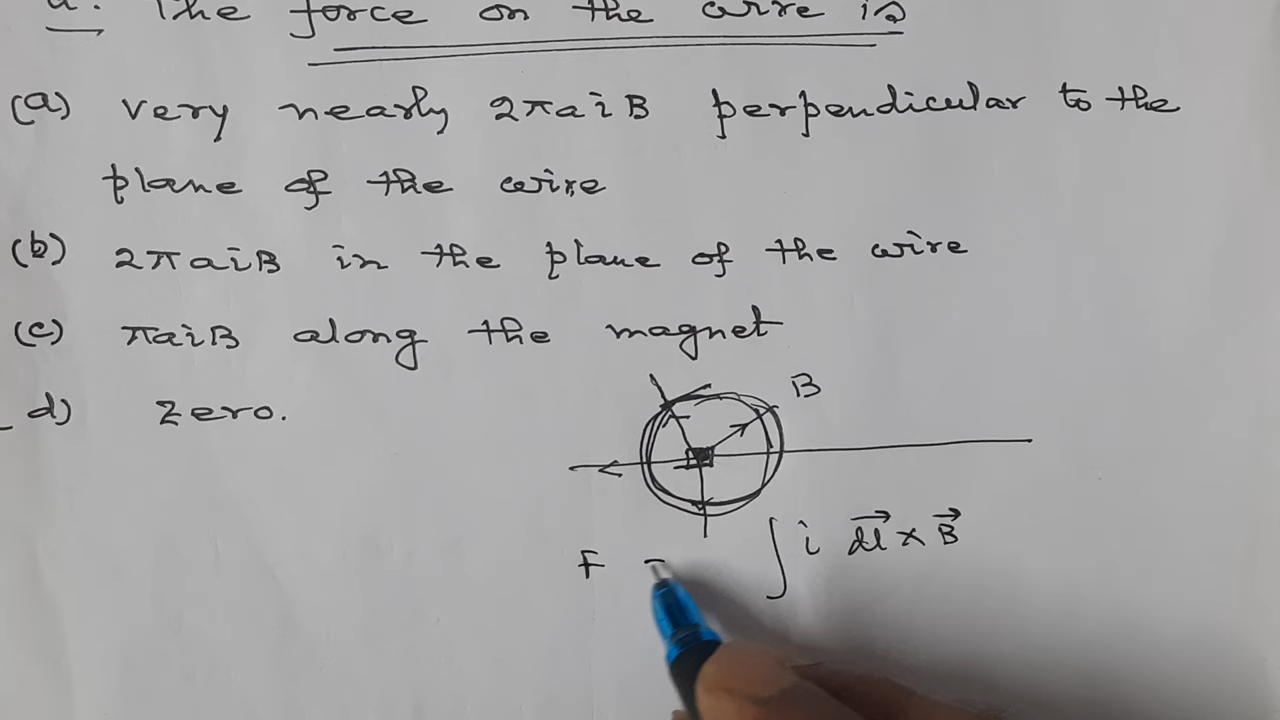 The force on the wire is
(a) very nearly 2πaiB perpendicular to the
plane of the wire
(b) 2πaiB in the plane of the wire
(c) πaiB along the magnet
d) Zero.
B
F = ∫ i d͞l⃗ × B⃗